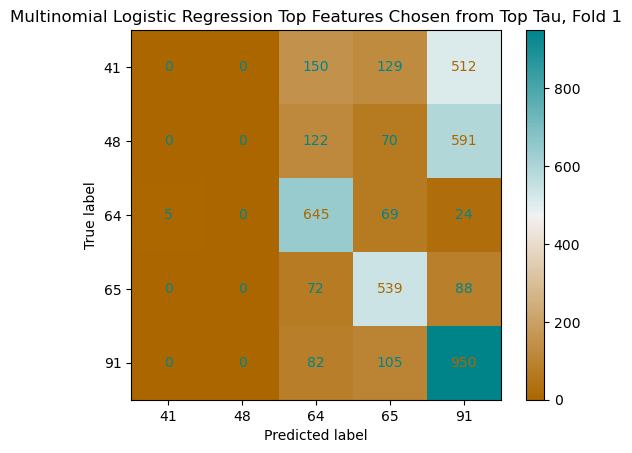 Multinomial Logistic Regression Top Features Chosen from Top Tau, Fold 1
41 0 0 150 129 512
48 0 0 122 70 591
64 5 0 645 69 24
65 0 0 72 539 88
91 0 0 82 105 950
41 48 64 65 91
Predicted label
True label
800
600
400
200
0